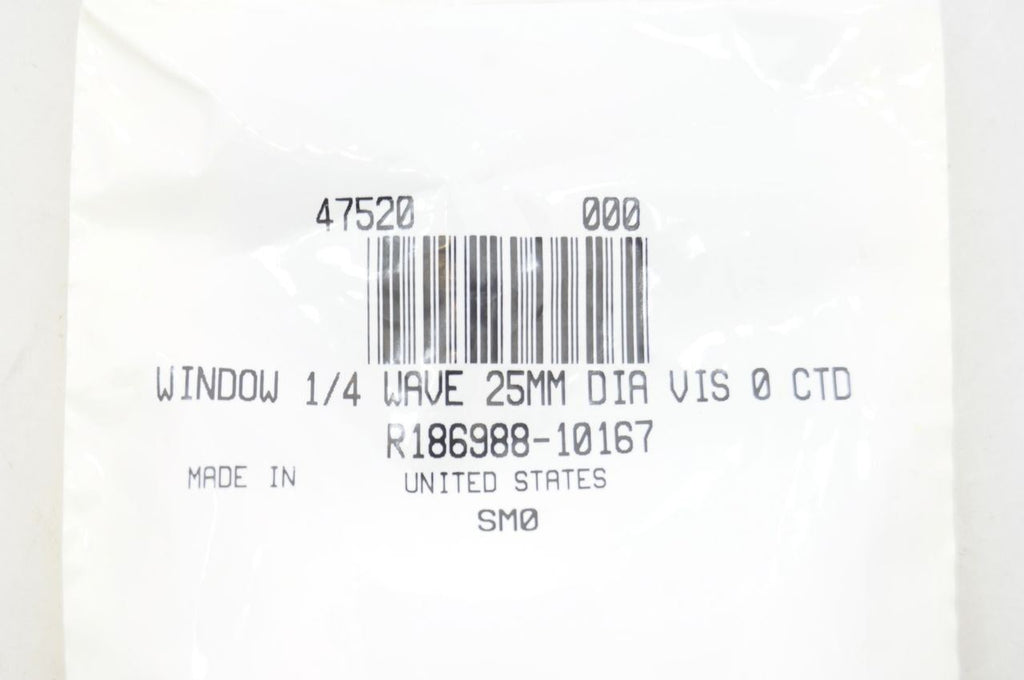 47520 000
WINDOW 1/4 WAVE 25MM DIA VIS 0 CTD
R186988-10167
MADE IN UNITED STATES
SM0